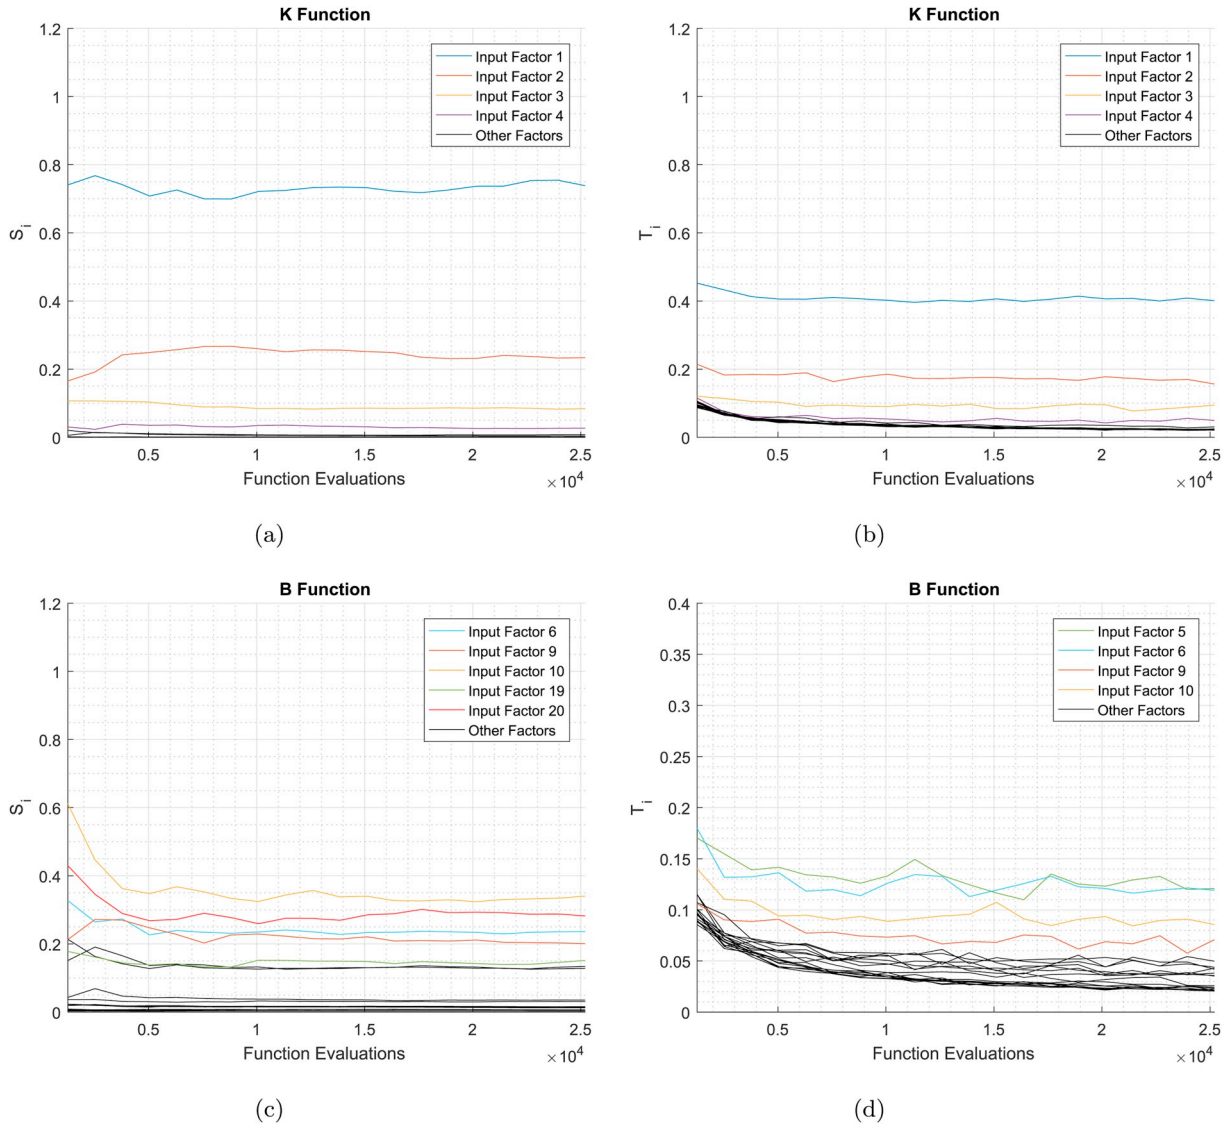 K Function
1.2
1
0.8
0.6
0.4
0.2
0
S_i
Input Factor 1
Input Factor 2
Input Factor 3
Input Factor 4
Other Factors
0.5 1 1.5 2 2.5
Function Evaluations
×10^4
(a)
K Function
1.2
1
0.8
0.6
0.4
0.2
0
T_i
Input Factor 1
Input Factor 2
Input Factor 3
Input Factor 4
Other Factors
0.5 1 1.5 2 2.5
Function Evaluations
×10^4
(b)
B Function
1.2
1
0.8
0.6
0.4
0.2
0
S_i
Input Factor 6
Input Factor 9
Input Factor 10
Input Factor 19
Input Factor 20
Other Factors
0.5 1 1.5 2 2.5
Function Evaluations
×10^4
(c)
B Function
0.4
0.35
0.3
0.25
0.2
0.15
0.1
0.05
0
T_i
Input Factor 5
Input Factor 6
Input Factor 9
Input Factor 10
Other Factors
0.5 1 1.5 2 2.5
Function Evaluations
×10^4
(d)